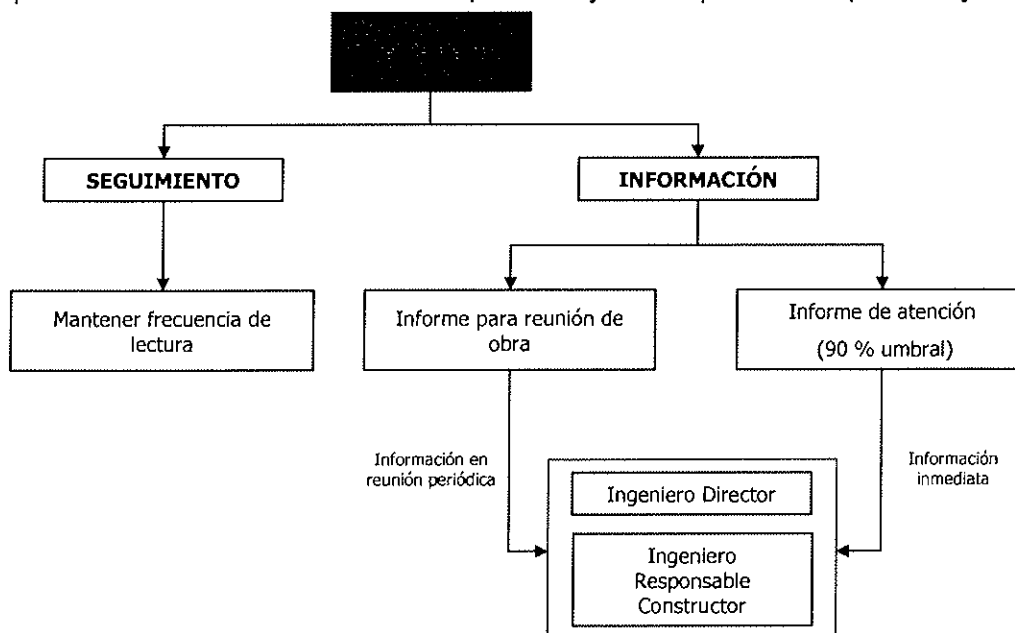 SEGUIMIENTO
INFORMACIÓN
Mantener frecuencia de
lectura
Informe para reunión de
obra
Informe de atención
(90 % umbral)
Información en
reunión periódica
Información
inmediata
Ingeniero Director
Ingeniero
Responsable
Constructor